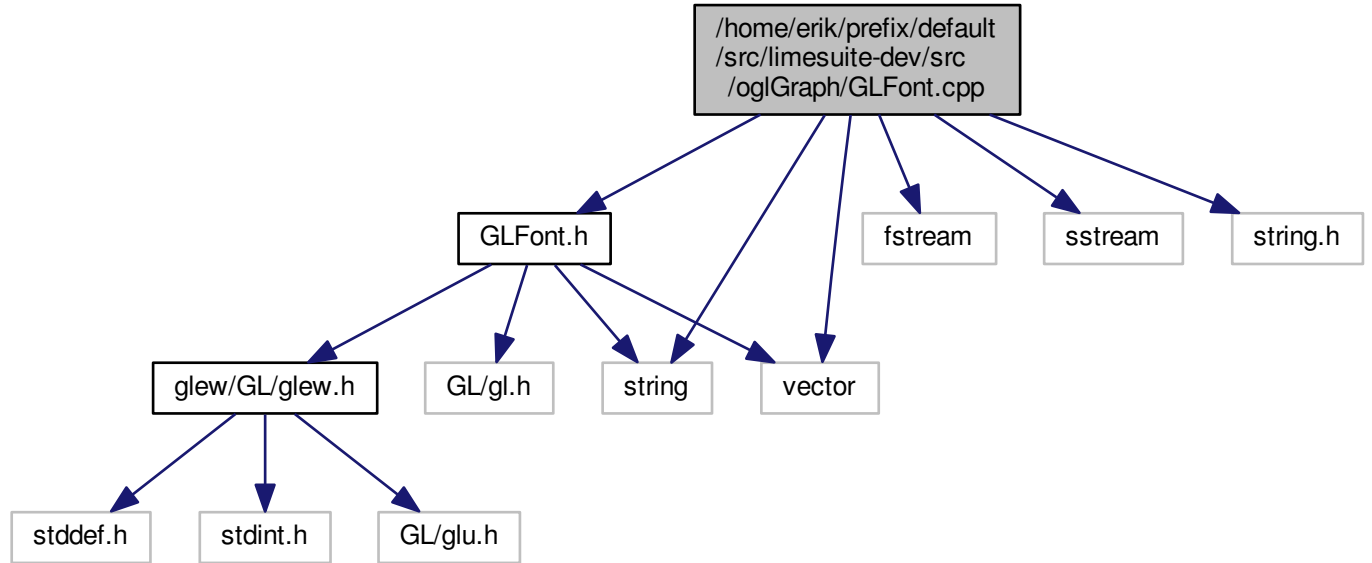 /home/erik/prefix/default
/src/limesuite-dev/src
/oglGraph/GLFont.cpp
GLFont.h
fstream
sstream
string.h
glew/GL/glew.h
GL/gl.h
string
vector
stddef.h
stdint.h
GL/glu.h